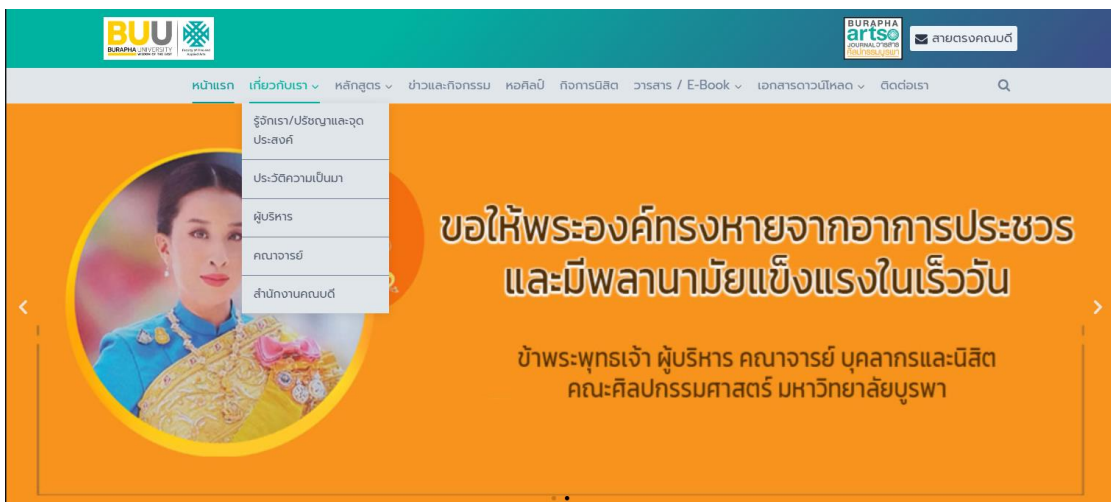 BUU
BURAPHA UNIVERSITY
WISDOM OF THE EAST
BURAPHA
artso
JOURNAL วารสาร
ศิลปกรรมบูรพา
สายตรงคณบดี
หน้าแรก เกี่ยวกับเรา หลักสูตร ข่าวและกิจกรรม หอศิลป์ กิจการนิสิต วารสาร / E-Book เอกสารดาวน์โหลด ติดต่อเรา
รู้จักเรา/ปรัชญาและจุด
ประสงค์
ประวัติความเป็นมา
ผู้บริหาร
คณาจารย์
สำนักงานคณบดี
ขอให้พระองค์ทรงหายจากอาการประชวร
และมีพลานามัยแข็งแรงในเร็ววัน
ข้าพระพุทธเจ้า ผู้บริหาร คณาจารย์ บุคลากรและนิสิต
คณะศิลปกรรมศาสตร์ มหาวิทยาลัยบูรพา